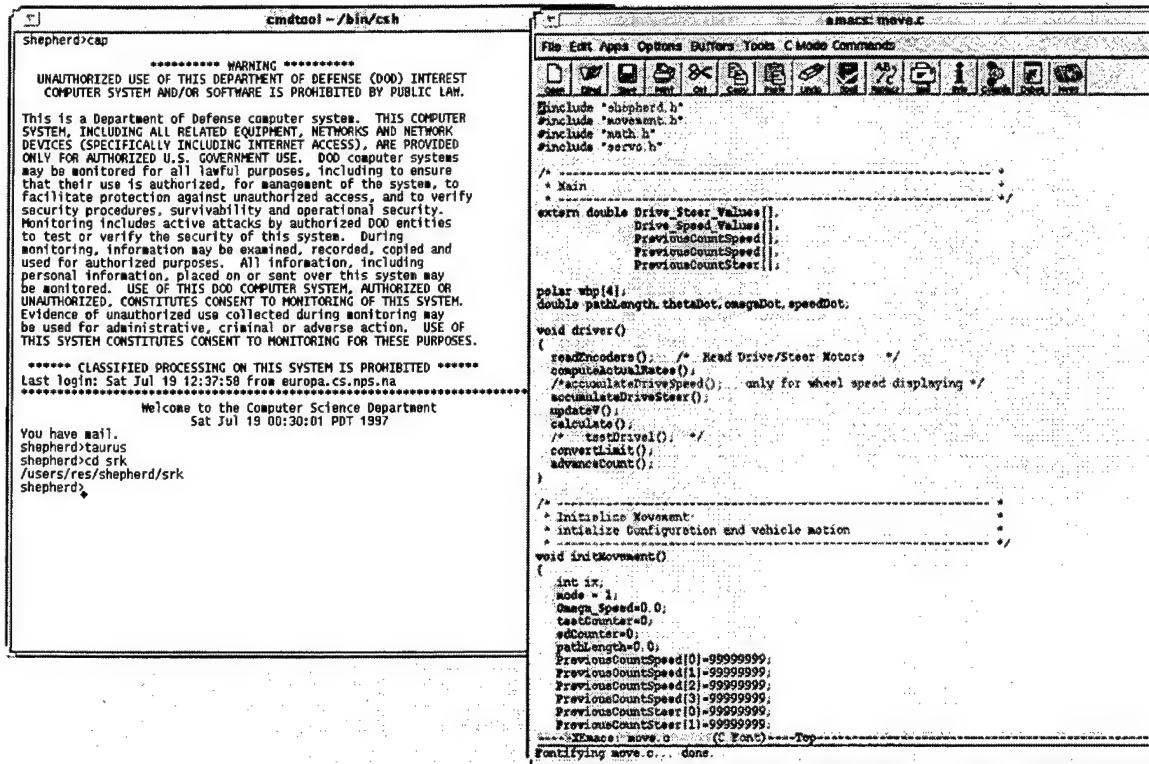 cmdtool - /bin/csh
shepherd>cap
********** WARNING **********
UNAUTHORIZED USE OF THIS DEPARTMENT OF DEFENSE (DOD) INTEREST
COMPUTER SYSTEM AND/OR SOFTWARE IS PROHIBITED BY PUBLIC LAW.
This is a Department of Defense computer system. THIS COMPUTER
SYSTEM, INCLUDING ALL RELATED EQUIPMENT, NETWORKS AND NETWORK
DEVICES (SPECIFICALLY INCLUDING INTERNET ACCESS), ARE PROVIDED
ONLY FOR AUTHORIZED U.S. GOVERNMENT USE. DOD computer systems
may be monitored for all lawful purposes, including to ensure
that their use is authorized, for management of the system, to
facilitate protection against unauthorized access, and to verify
security procedures, survivability and operational security.
Monitoring includes active attacks by authorized DOD entities
to test or verify the security of this system. During
monitoring, information may be examined, recorded, copied and
used for authorized purposes. All information, including
personal information, placed on or sent over this system may
be monitored. USE OF THIS DOD COMPUTER SYSTEM, AUTHORIZED OR
UNAUTHORIZED, CONSTITUTES CONSENT TO MONITORING OF THIS SYSTEM.
Evidence of unauthorized use collected during monitoring may
be used for administrative, criminal or adverse action. USE OF
THIS SYSTEM CONSTITUTES CONSENT TO MONITORING FOR THESE PURPOSES.
****** CLASSIFIED PROCESSING ON THIS SYSTEM IS PROHIBITED ******
Last login: Sat Jul 19 12:37:58 from europa.cs.nps.na
Welcome to the Computer Science Department
Sat Jul 19 00:30:01 PDT 1997
You have mail.
shepherd>taurus
shepherd>cd srk
/users/res/shepherd/srk
shepherd>
emacs: move.c
File Edit Apps Options Buffers Tools C Mode Commands
Open Dired Save Print Cut Copy Paste Undo Spell Replace Mail Info Compile Debug News
#include "shepherd.h"
#include "movement.h"
#include "math.h"
#include "servo.h"
/* ---------------------------------------------------------- *
* Main *
* ---------------------------------------------------------- */
extern double Drive_Steer_Values[],
Drive_Speed_Values[],
PreviousCountSpeed[],
PreviousCountSpeed[],
PreviousCountSteer[];
polar whp[4];
double pathLength, thetaDot, omegaDot, speedDot;
void driver()
{
readEncoders(); /* Read Drive/Steer Motors */
computeActualRates();
/*accumulateDriveSpeed(); only for wheel speed displaying */
accumulateDriveSteer();
updateV();
calculate();
/* testDrive1(); */
convertLimit();
advanceCount();
}
/* ---------------------------------------------------------- *
* Initialize Movement *
* intialize Configuration and vehicle motion *
* ---------------------------------------------------------- */
void initMovement()
{
int ix;
mode = 1;
Omega_Speed=0.0;
testCounter=0;
edCounter=0;
pathLength=0.0;
PreviousCountSpeed[0]=99999999;
PreviousCountSpeed[1]=99999999;
PreviousCountSpeed[2]=99999999;
PreviousCountSpeed[3]=99999999;
PreviousCountSteer[0]=99999999;
PreviousCountSteer[1]=99999999;
-----XEmacs: move.c (C Font)----Top-----
Fontifying move.c... done.